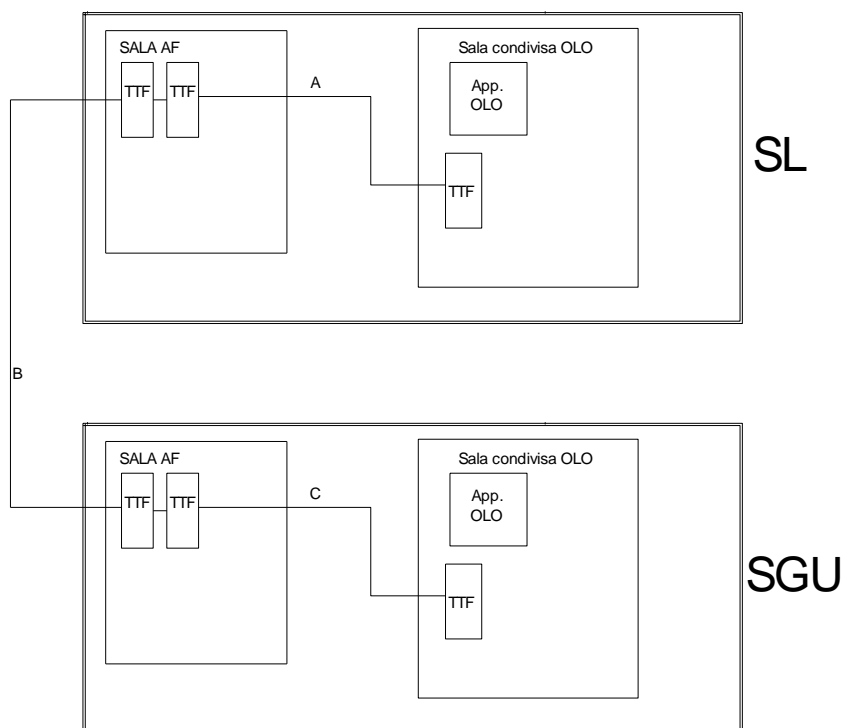 SALA AF
Sala condivisa OLO
TTF
TTF
A
App.
OLO
SL
TTF
B
SALA AF
Sala condivisa OLO
TTF
TTF
C
App.
OLO
SGU
TTF